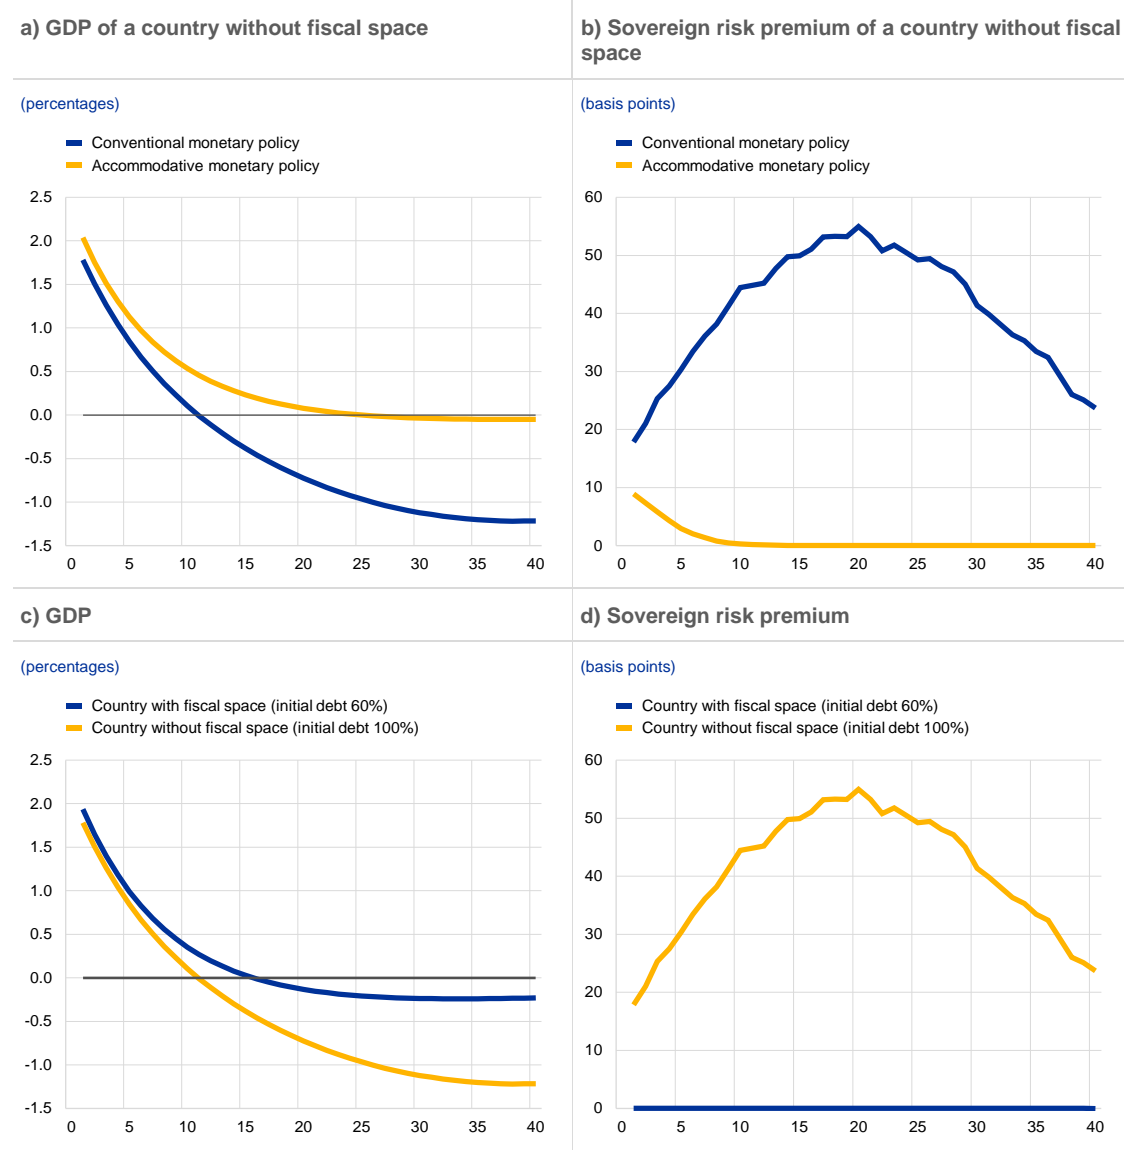 a) GDP of a country without fiscal space
(percentages)
Conventional monetary policy
Accommodative monetary policy
2.5
2.0
1.5
1.0
0.5
0.0
-0.5
-1.0
-1.5
0 5 10 15 20 25 30 35 40
b) Sovereign risk premium of a country without fiscal
space
(basis points)
Conventional monetary policy
Accommodative monetary policy
60
50
40
30
20
10
0
0 5 10 15 20 25 30 35 40
c) GDP
(percentages)
Country with fiscal space (initial debt 60%)
Country without fiscal space (initial debt 100%)
2.5
2.0
1.5
1.0
0.5
0.0
-0.5
-1.0
-1.5
0 5 10 15 20 25 30 35 40
d) Sovereign risk premium
(basis points)
Country with fiscal space (initial debt 60%)
Country without fiscal space (initial debt 100%)
60
50
40
30
20
10
0
0 5 10 15 20 25 30 35 40